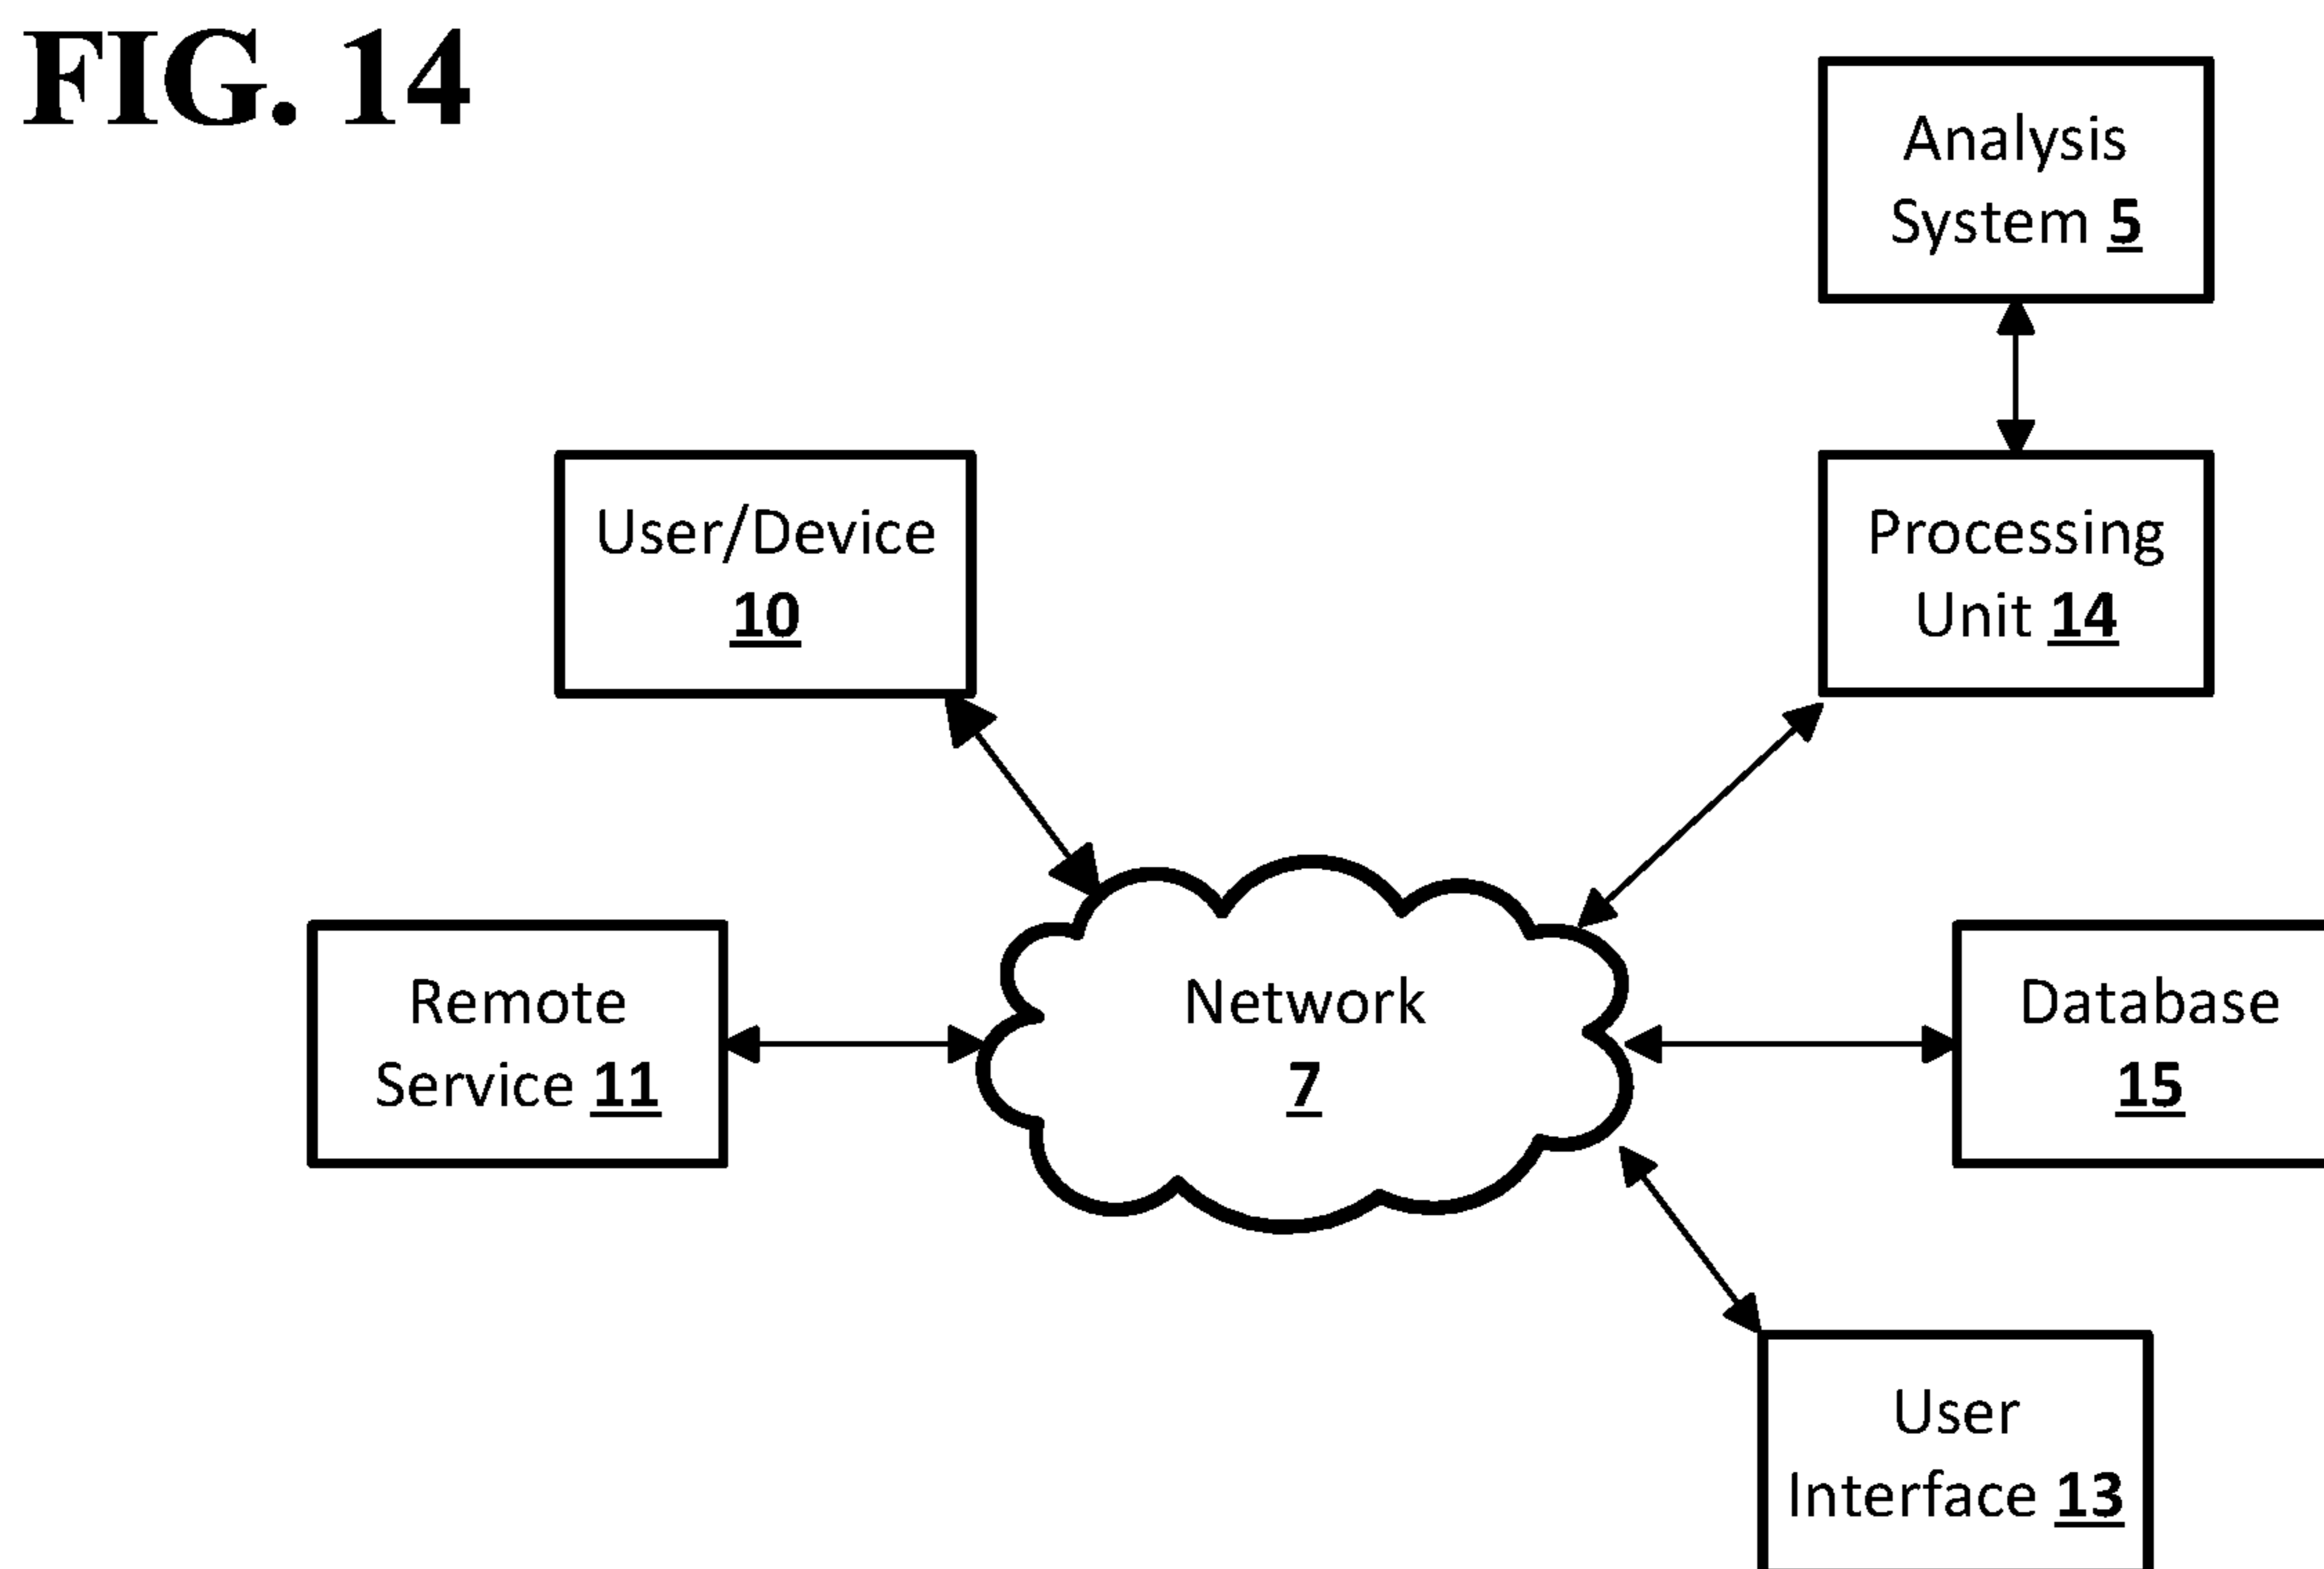 FIG. 14
Analysis
System 5
User/Device
10
Processing
Unit 14
Remote
Service 11
Network
7
Database
15
User
Interface 13